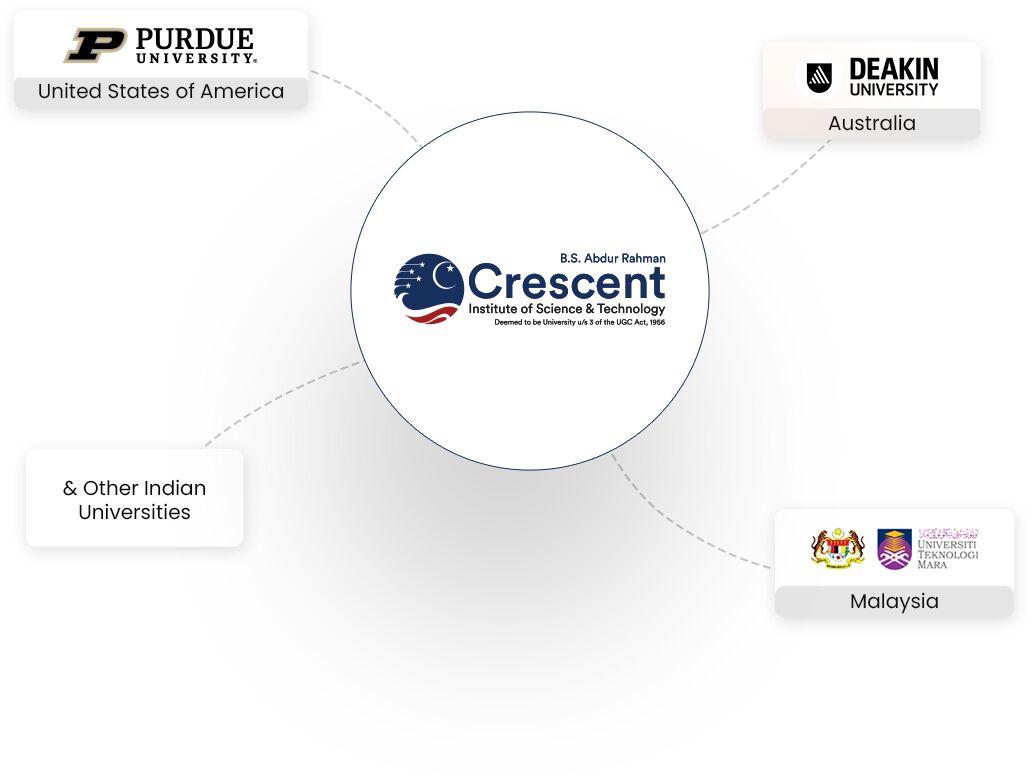 PURDUE
UNIVERSITY®
United States of America
DEAKIN
UNIVERSITY
Australia
B.S. Abdur Rahman
Crescent
Institute of Science & Technology
Deemed to be University u/s 3 of the UGC Act, 1956
& Other Indian
Universities
UNIVERSITI
TEKNOLOGI
MARA
Malaysia